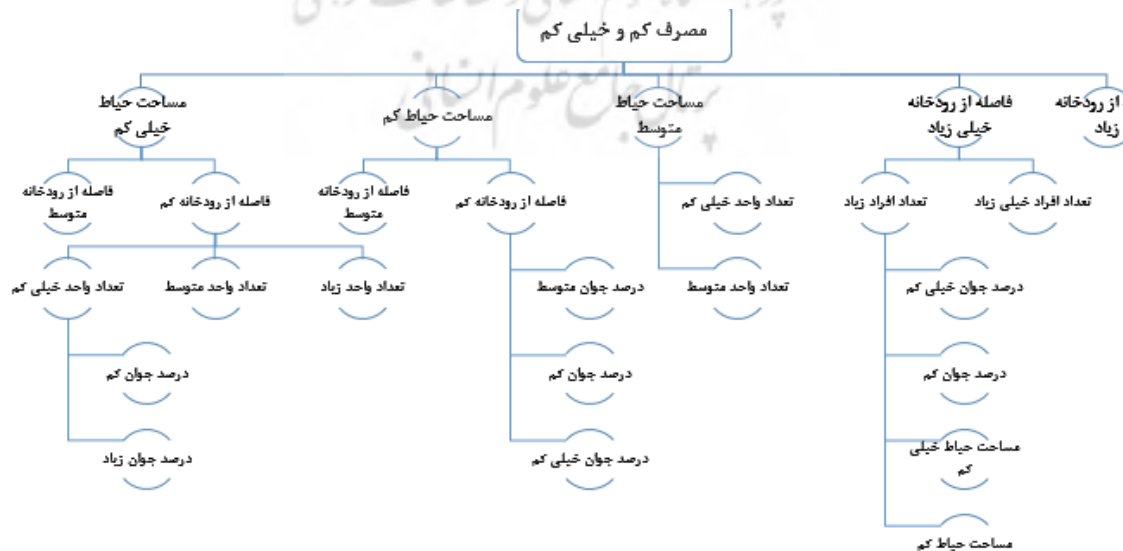 مصرف کم و خیلی کم
پرتال جامع علوم انسانی
از رودخانه
زیاد
فاصله از رودخانه
خیلی زیاد
مساحت حیاط
متوسط
مساحت حیاط کم
مساحت حیاط
خیلی کم
تعداد افراد خیلی زیاد
تعداد افراد زیاد
تعداد واحد خیلی کم
فاصله از رودخانه کم
فاصله از رودخانه
متوسط
فاصله از رودخانه کم
فاصله از رودخانه
متوسط
درصد جوان خیلی کم
تعداد واحد متوسط
درصد جوان متوسط
تعداد واحد زیاد
تعداد واحد متوسط
تعداد واحد خیلی کم
درصد جوان کم
درصد جوان کم
درصد جوان کم
مساحت حیاط خیلی
کم
درصد جوان خیلی کم
درصد جوان زیاد
مساحت حیاط کم